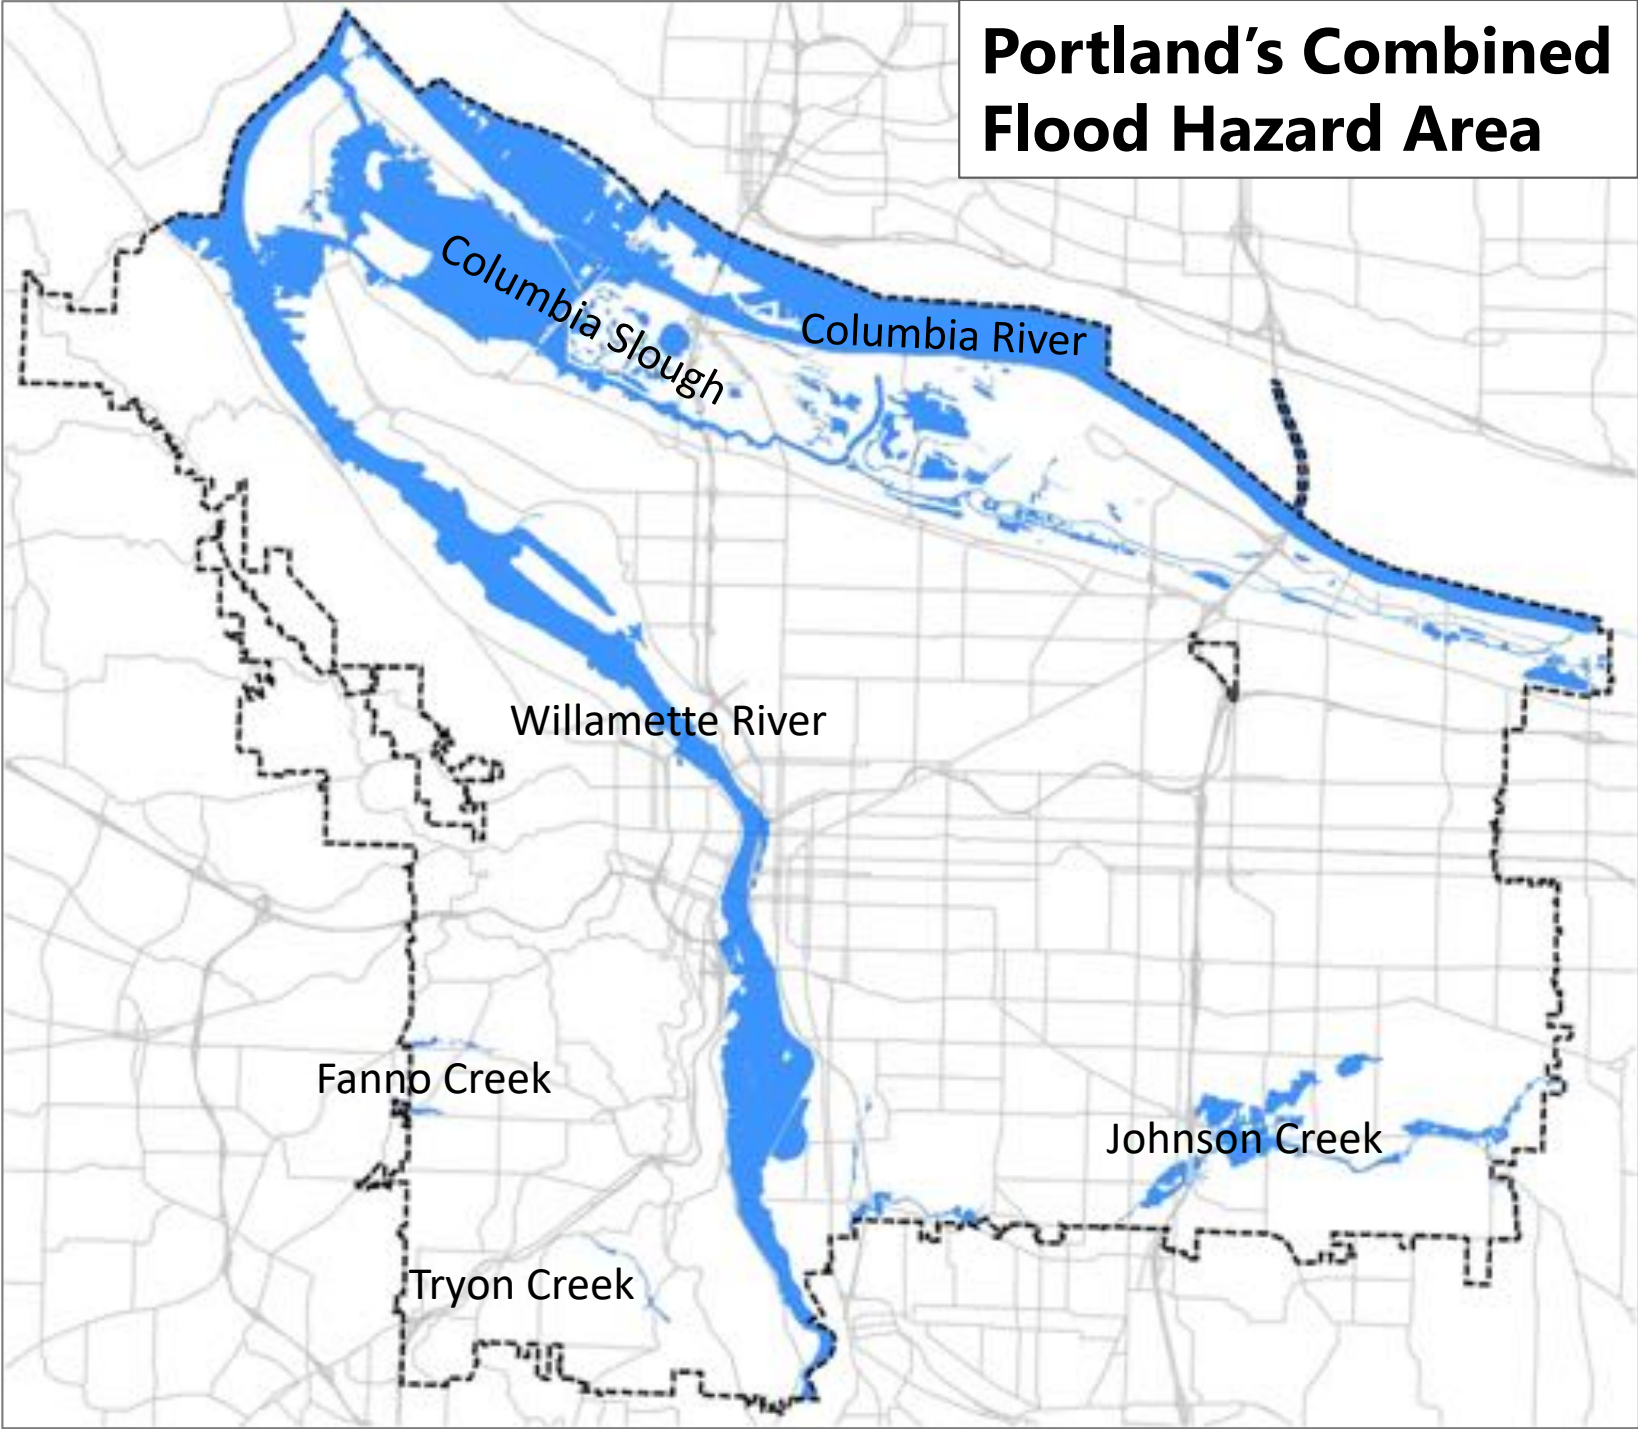 Portland’s Combined
Flood Hazard Area
Columbia Slough
Columbia River
Willamette River
Fanno Creek
Johnson Creek
Tryon Creek